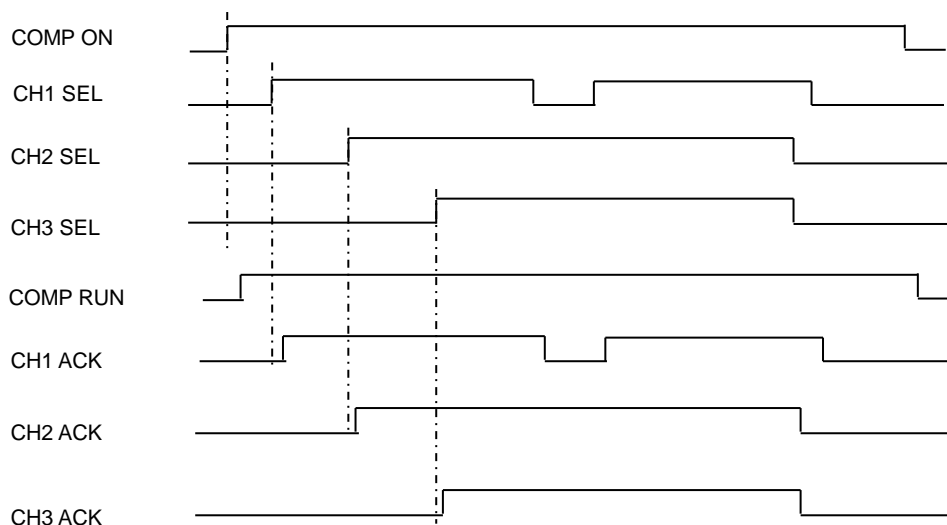 COMP ON
CH1 SEL
CH2 SEL
CH3 SEL
COMP RUN
CH1 ACK
CH2 ACK
CH3 ACK